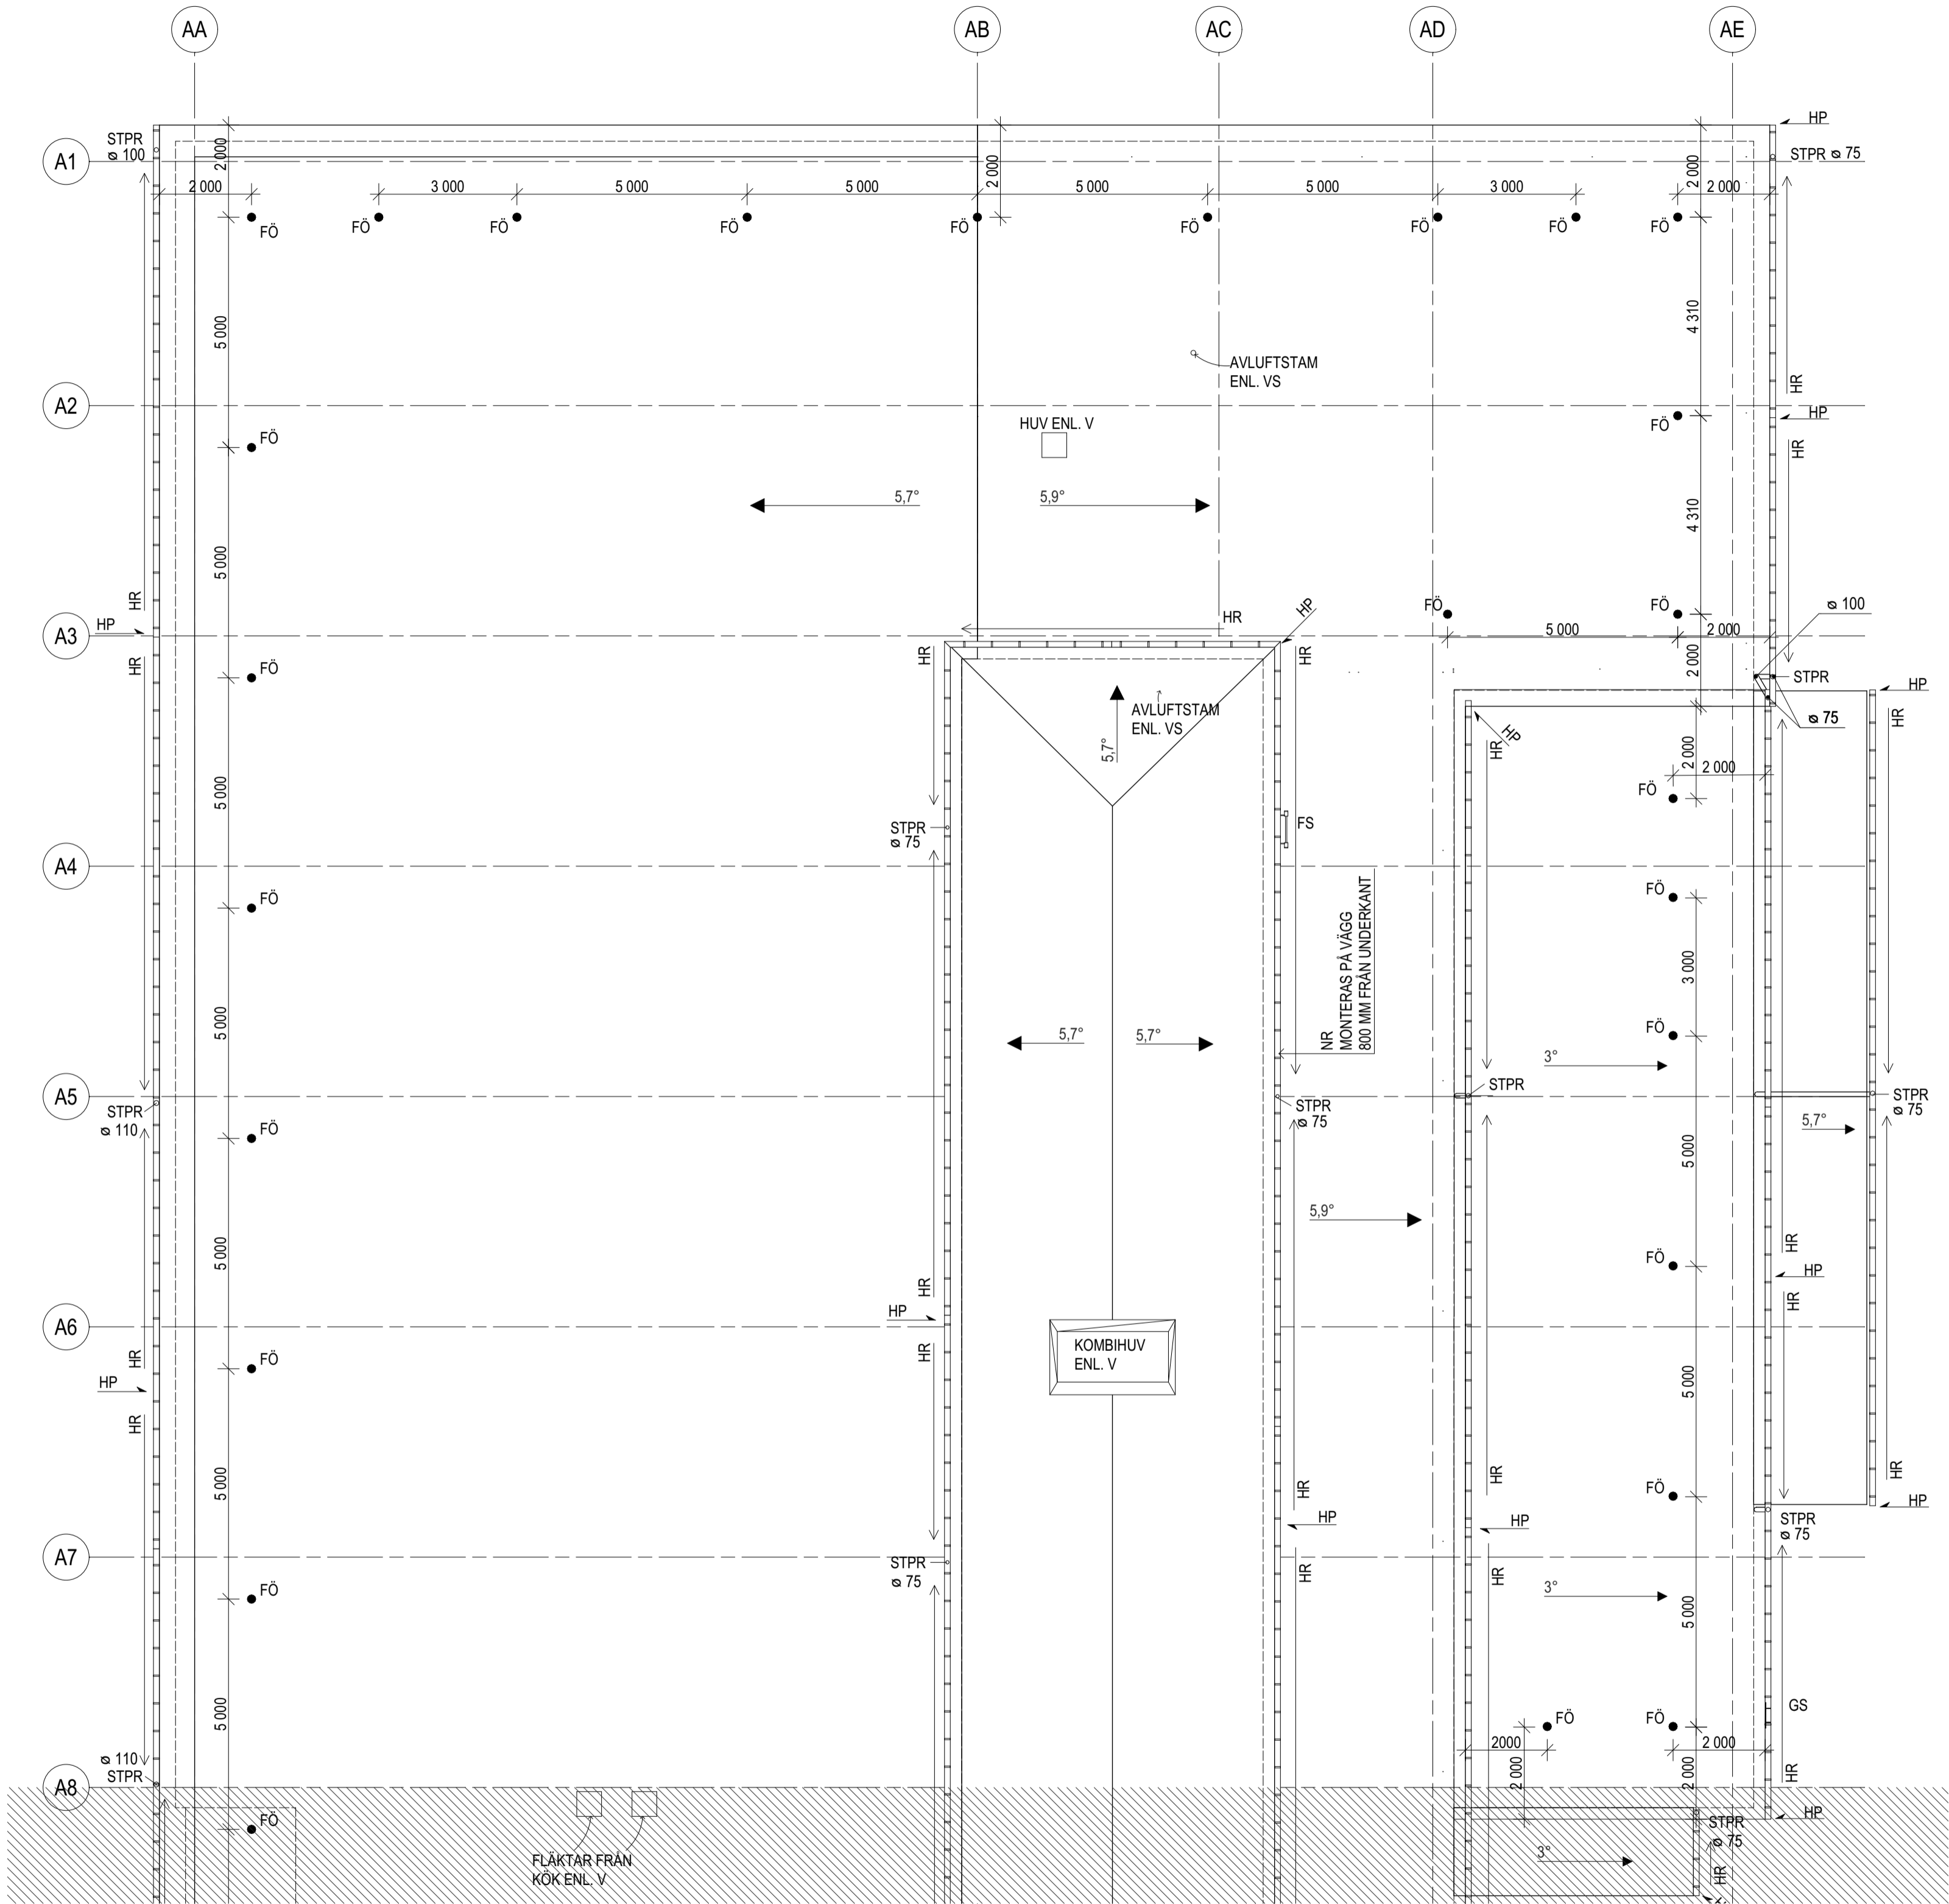 AA
AB
AC
AD
AE
HP
STPR
ø 100
A1
2 000
2 000
2 000
STPR ø 75
2 000
3 000
5 000
5 000
5 000
5 000
3 000
2 000
FÖ
FÖ
FÖ
FÖ
FÖ
FÖ
FÖ
FÖ
FÖ
5 000
4 310
AVLUFTSTAM
ENL. VS
HR
A2
HP
HUV ENL. V
FÖ
FÖ
HR
5,7°
5,9°
4 310
5 000
HR
FÖ
FÖ
HP
ø 100
HR
A3
HP
5 000
2 000
HR
HR
HR
2 000
FÖ
STPR
HP
AVLUFTSTAM
ENL. VS
5,7°
HP
HR
ø 75
HR
2 000
2 000
5 000
FÖ
STPR
ø 75
FS
A4
FÖ
FÖ
NR
MONTERAS PÅ VÄGG
800 MM FRÅN UNDERKANT
3 000
5 000
5,7°
5,7°
FÖ
3°
A5
STPR
ø 110
STPR
ø 75
STPR
STPR
ø 75
5,7°
FÖ
5 000
5,9°
5 000
HR
FÖ
HP
HR
HR
HP
A6
HR
HR
KOMBIHUV
ENL. V
FÖ
HP
5 000
HR
5 000
HR
HR
FÖ
HR
HP
HP
HP
STPR
ø 75
A7
STPR
ø 75
HR
HR
FÖ
3°
5 000
5 000
GS
FÖ
FÖ
ø 110
STPR
2000
2 000
2 000
2 000
HR
A8
FÖ
HP
STPR
ø 75
FLÄKTAR FRÅN
KÖK ENL. V
3°
HR